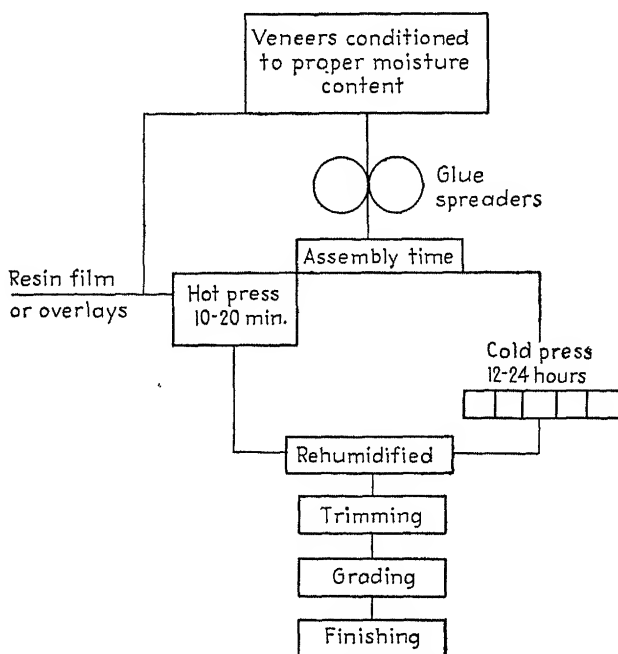 Veneers conditioned
to proper moisture
content
Glue
spreaders
Assembly time
Resin film
or overlays
Hot press
10-20 min.
Cold press
12-24 hours
Rehumidified
Trimming
Grading
Finishing